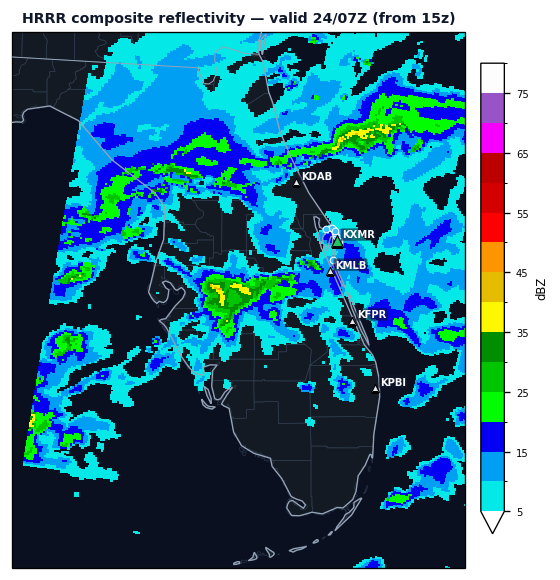 HRRR composite reflectivity — valid 24/07Z (from 15z)
KDAB
KXMR
KMLB
KFPR
KPBI
75
65
55
45
35
25
15
5
dBZ